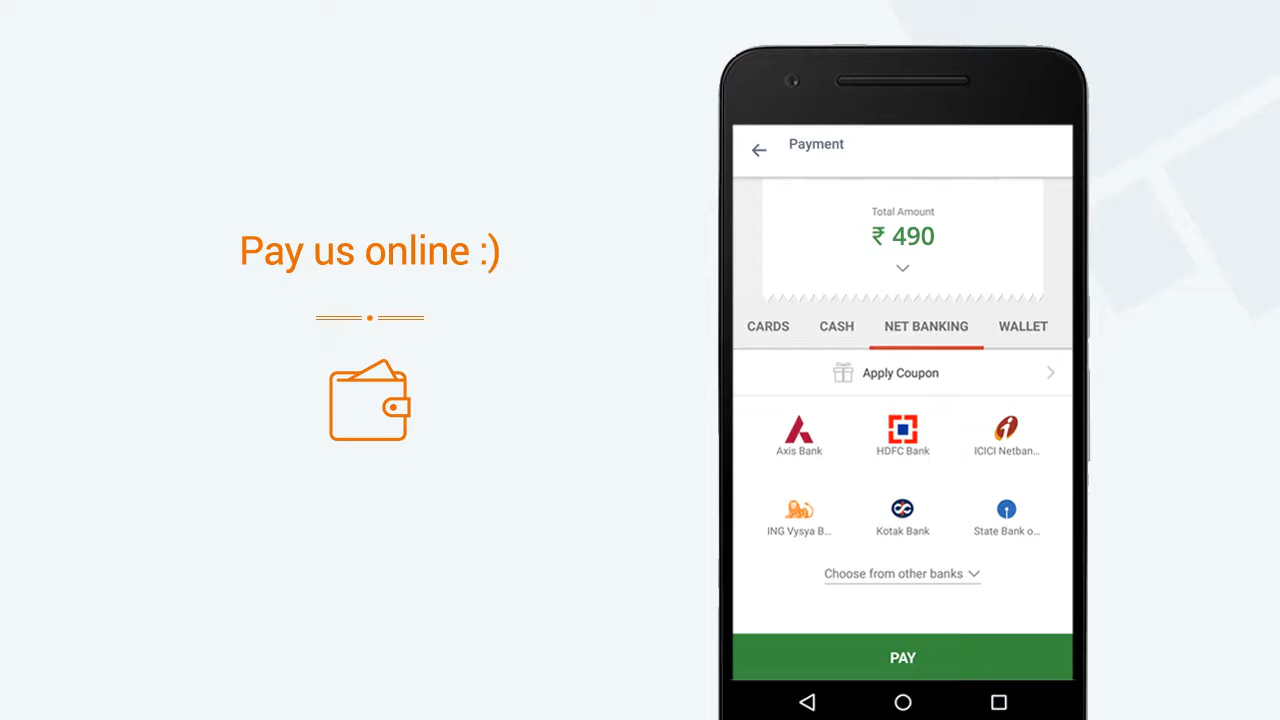 Pay us online :)
Payment
Total Amount
₹ 490
CARDS CASH NET BANKING WALLET
Apply Coupon
Axis Bank HDFC Bank ICICI Netban...
ING Vysya B... Kotak Bank State Bank o...
Choose from other banks
PAY